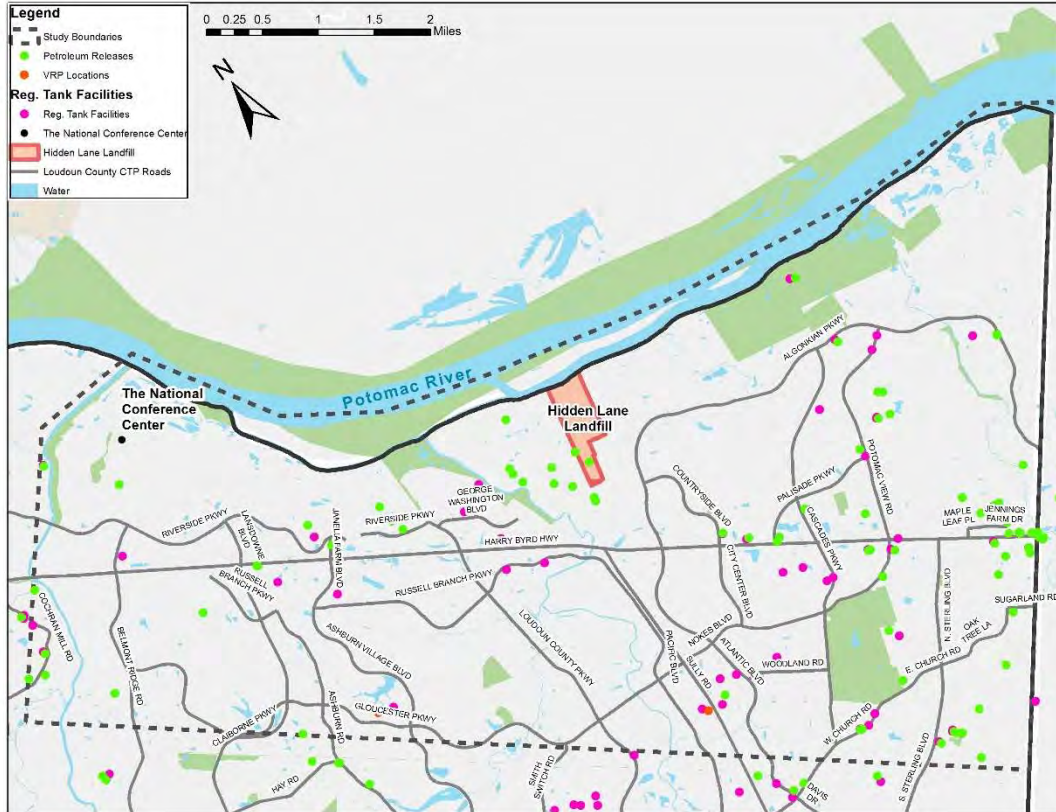 Legend
Study Boundaries
Petroleum Releases
VRP Locations
Reg. Tank Facilities
Reg. Tank Facilities
The National Conference Center
Hidden Lane Landfill
Loudoun County CTP Roads
Water
0 0.25 0.5 1 2
Miles
N
Potomac River
The National
Conference
Center
Hidden Lane
Landfill
ALGONKIAN PKWY
POTOMAC VIEW RD
PALISADE PKWY
CASCADES PKWY
COUNTRYSIDE BLVD
CITY CENTER BLVD
MAPLE
LEAF PL
JENNINGS
FARM DR
GEORGE
WASHINGTON
BLVD
RIVERSIDE PKWY
RIVERSIDE PKWY
LANSDOWNE
BLVD
JANELIA FARM BLVD
HARRY BYRD HWY
RUSSELL
BRANCH PKWY
RUSSELL BRANCH PKWY
COCHRAN MILL RD
BELMONT RIDGE RD
ASHBURN VILLAGE BLVD
LOUDOUN COUNTY PKWY
PACIFIC BLVD
SULLY RD
NOKES BLVD
ATLANTIC BLVD
WOODLAND RD
N. STERLING BLVD
SUGARLAND RD
OAK
TREE LA
E. CHURCH RD
W. CHURCH RD
S. STERLING BLVD
DAVIS
DR
CLAIBORNE PKWY
GLOUCESTER PKWY
ASHBURN RD
HAY RD
SMITH
SWITCH RD